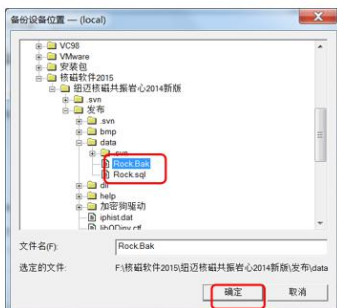 备份设备位置 — (local)
VC98
VMware
安装包
核磁软件2015
纽迈核磁共振岩心2014新版
.svn
发布
.svn
bmp
data
.svn
Rock.Bak
Rock.sql
dll
help
加密狗驱动
iphist.dat
libODinv.ctf
文件名(F):
Rock.Bak
选定的文件:
F:\核磁软件2015\纽迈核磁共振岩心2014新版\发布\data
确定
取消